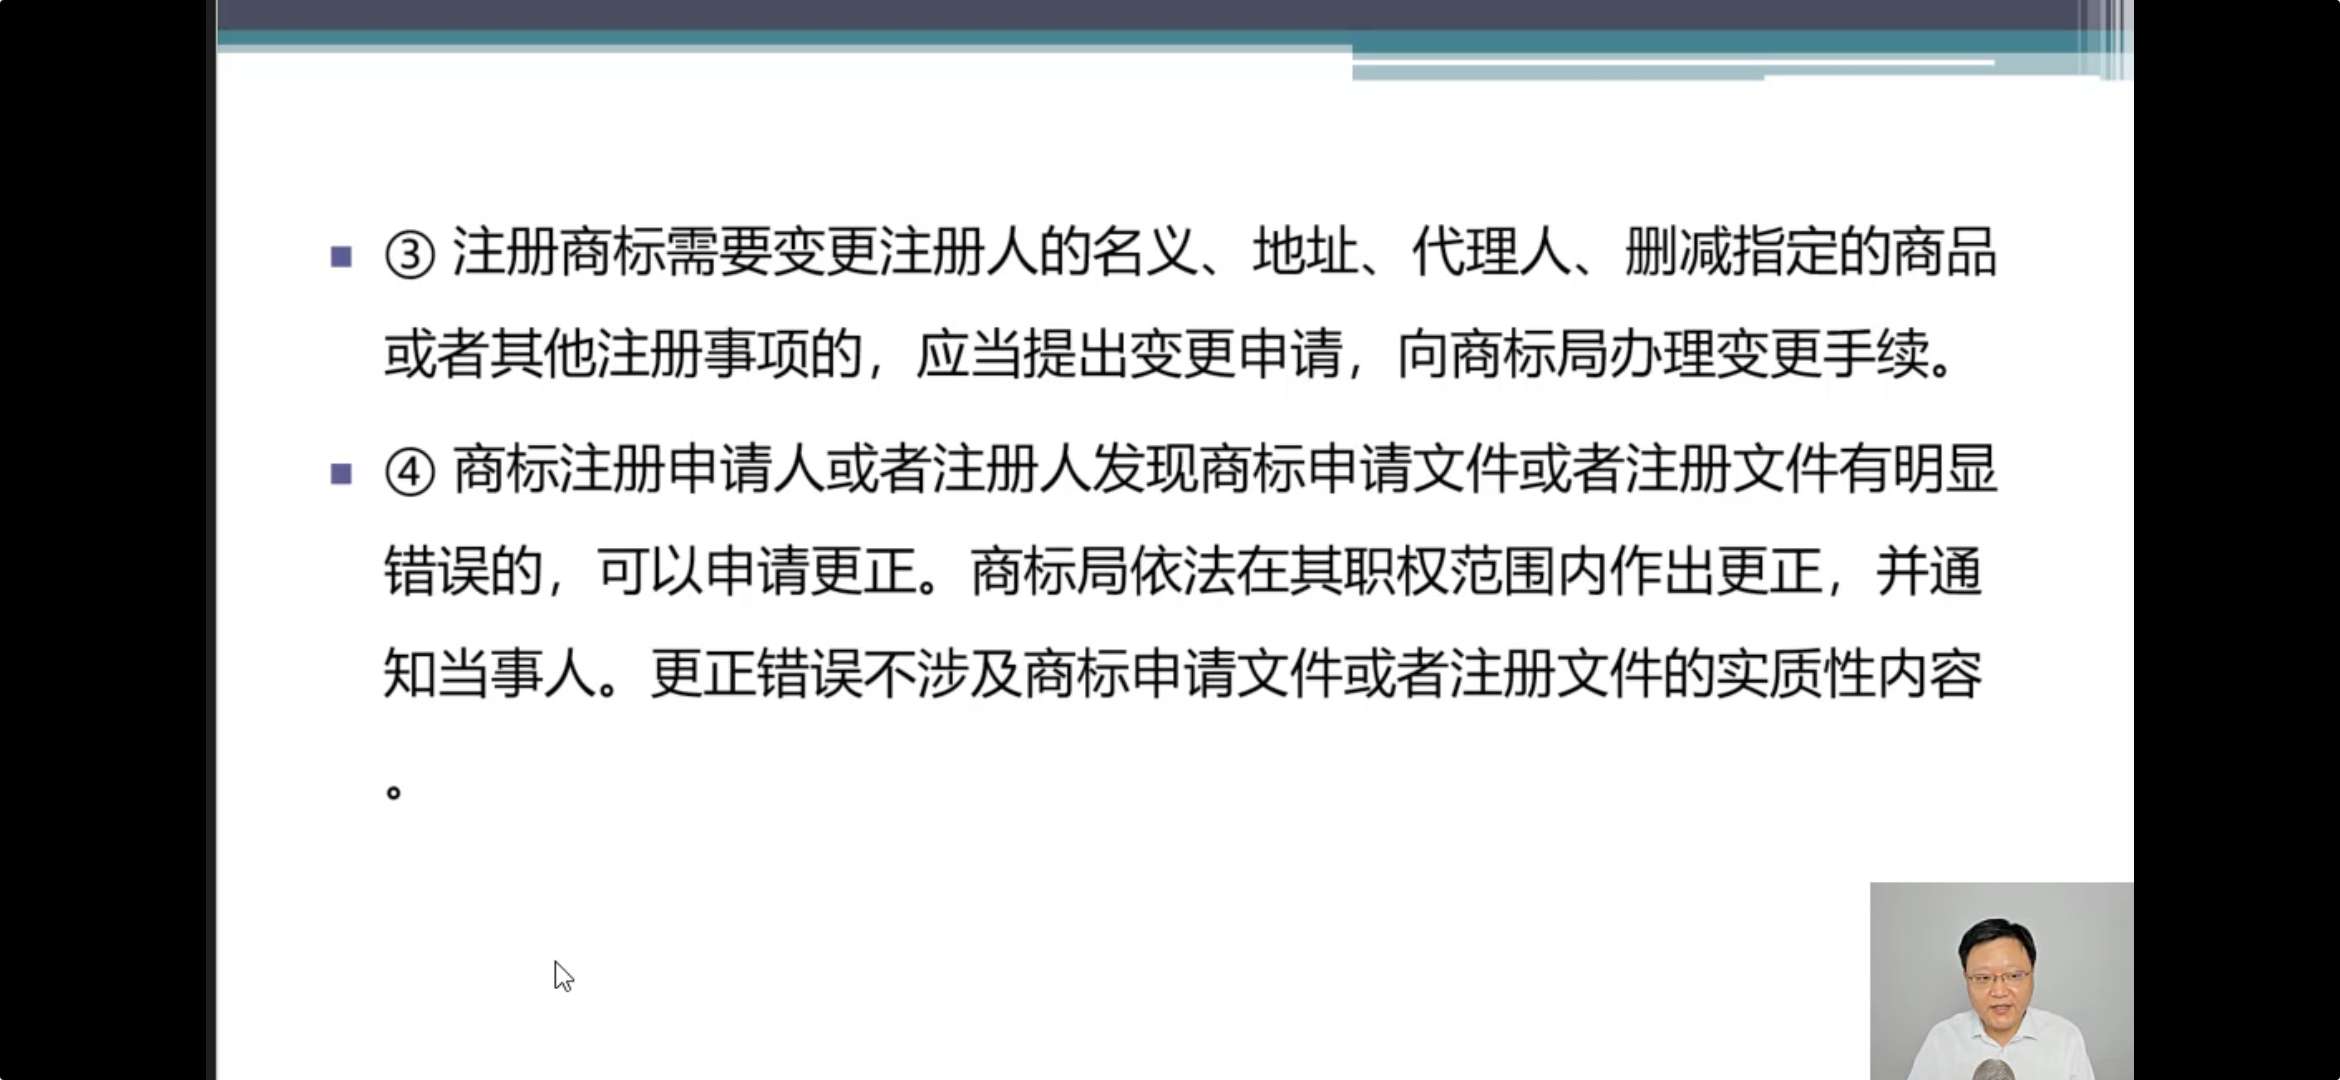 ③ 注册商标需要变更注册人的名义、地址、代理人、删减指定的商品
或者其他注册事项的，应当提出变更申请，向商标局办理变更手续。
④ 商标注册申请人或者注册人发现商标申请文件或者注册文件有明显
错误的，可以申请更正。商标局依法在其职权范围内作出更正，并通
知当事人。更正错误不涉及商标申请文件或者注册文件的实质性内容
。